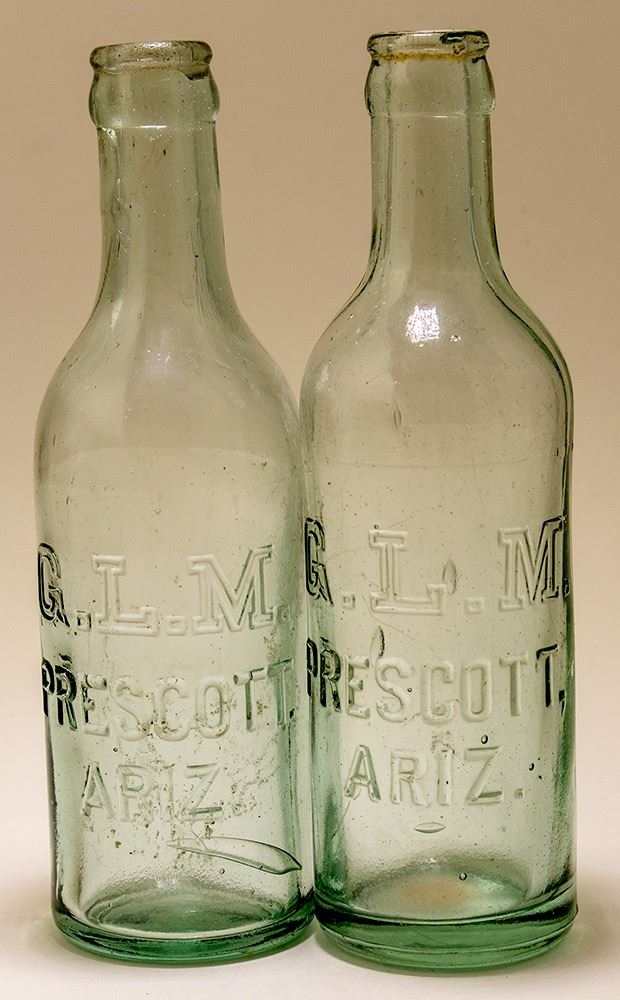 G.L.M.
PRESCOTT.
ARIZ.
G.L.M.
PRESCOTT,
ARIZ.